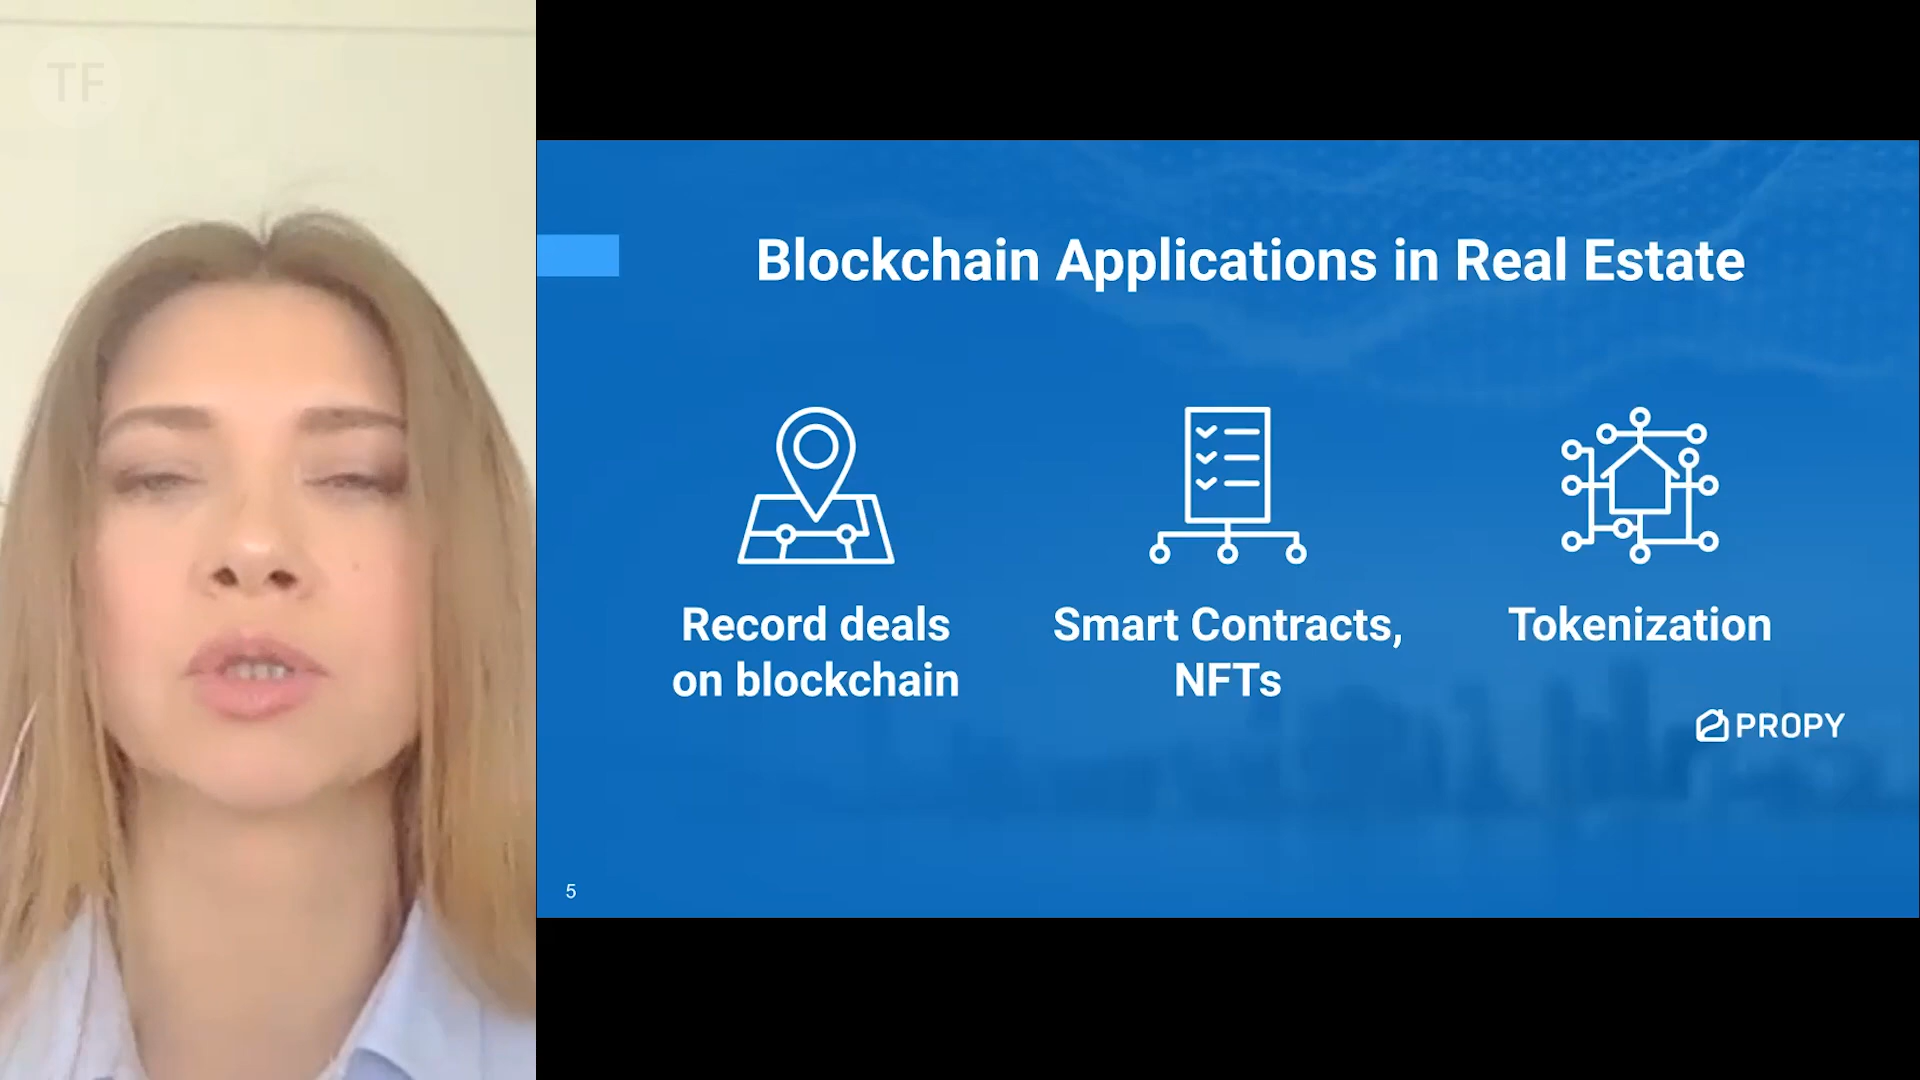 TF
Blockchain Applications in Real Estate
Record deals
on blockchain
Smart Contracts,
NFTs
Tokenization
PROPY
5